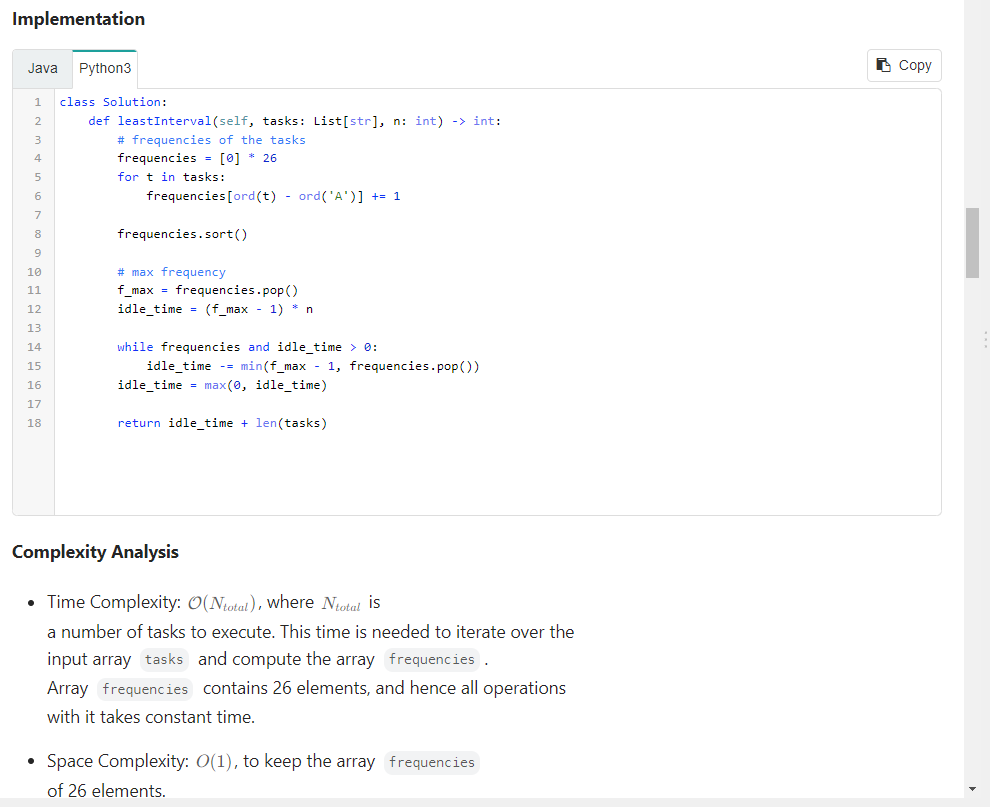 Implementation
Java Python3 Copy
1 class Solution:
2     def leastInterval(self, tasks: List[str], n: int) -> int:
3         # frequencies of the tasks
4         frequencies = [0] * 26
5         for t in tasks:
6             frequencies[ord(t) - ord('A')] += 1
7
8         frequencies.sort()
9
10         # max frequency
11         f_max = frequencies.pop()
12         idle_time = (f_max - 1) * n
13
14         while frequencies and idle_time > 0:
15             idle_time -= min(f_max - 1, frequencies.pop())
16         idle_time = max(0, idle_time)
17
18         return idle_time + len(tasks)
Complexity Analysis
• Time Complexity: O(N_total), where N_total is
a number of tasks to execute. This time is needed to iterate over the
input array tasks and compute the array frequencies .
Array frequencies contains 26 elements, and hence all operations
with it takes constant time.
• Space Complexity: O(1), to keep the array frequencies
of 26 elements.